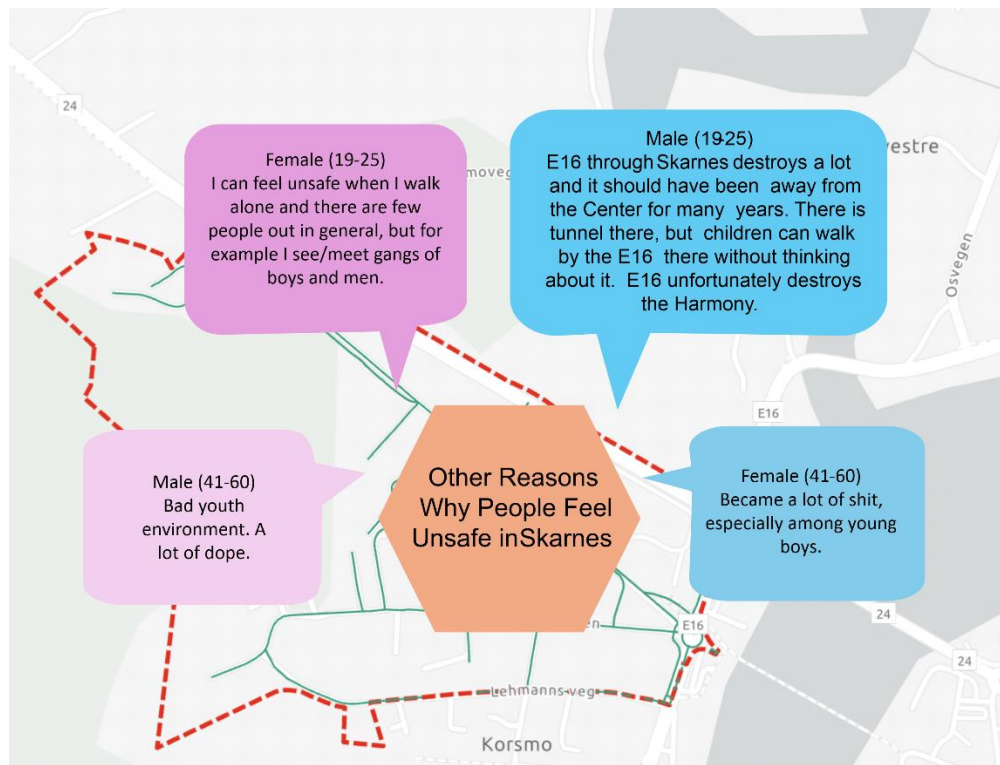 24
Female (19-25)
I can feel unsafe when I walk
alone and there are few
people out in general, but for
example I see/meet gangs of
boys and men.
Male (19-25)
E16 through Skarnes destroys a lot
and it should have been away from
the Center for many years. There is
tunnel there, but children can walk
by the E16 there without thinking
about it. E16 unfortunately destroys
the Harmony.
Osvegen
E16
Male (41-60)
Bad youth
environment. A
lot of dope.
Other Reasons
Why People Feel
Unsafe inSkarnes
Female (41-60)
Became a lot of shit,
especially among young
boys.
E16
24
24
Lehmanns veg
Korsmo